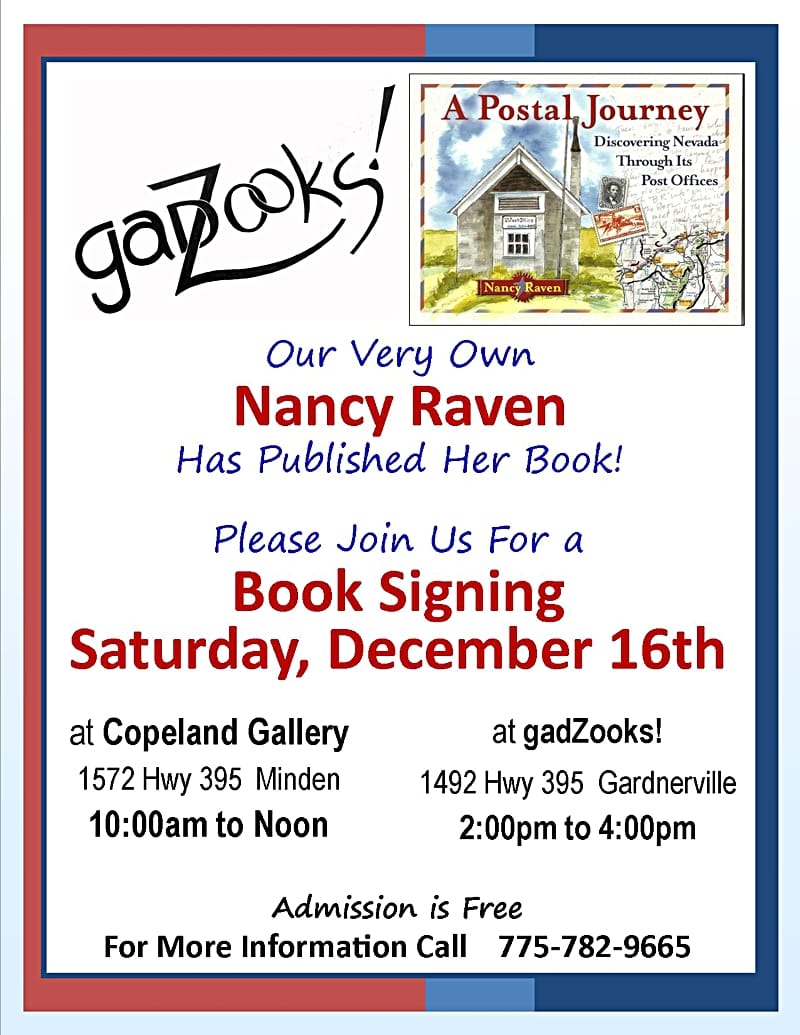 gadZooks!
A Postal Journey
Discovering Nevada
Through Its
Post Offices
Nancy Raven
Our Very Own
Nancy Raven
Has Published Her Book!
Please Join Us For a
Book Signing
Saturday, December 16th
at Copeland Gallery
1572 Hwy 395 Minden
10:00am to Noon
at gadZooks!
1492 Hwy 395 Gardnerville
2:00pm to 4:00pm
Admission is Free
For More Information Call 775-782-9665